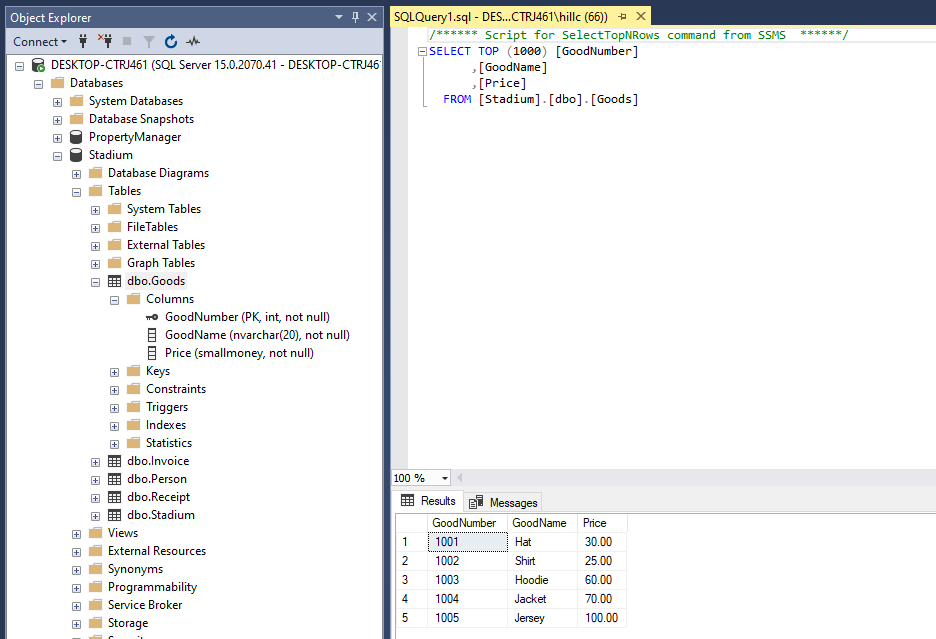 Object Explorer
Connect
DESKTOP-CTRJ461 (SQL Server 15.0.2070.41 - DESKTOP-CTRJ46
Databases
System Databases
Database Snapshots
PropertyManager
Stadium
Database Diagrams
Tables
System Tables
FileTables
External Tables
Graph Tables
dbo.Goods
Columns
GoodNumber (PK, int, not null)
GoodName (nvarchar(20), not null)
Price (smallmoney, not null)
Keys
Constraints
Triggers
Indexes
Statistics
dbo.Invoice
dbo.Person
dbo.Receipt
dbo.Stadium
Views
External Resources
Synonyms
Programmability
Service Broker
Storage
SQLQuery1.sql - DES...CTRJ461\hillc (66))
/****** Script for SelectTopNRows command from SSMS  ******/
SELECT TOP (1000) [GoodNumber]
,[GoodName]
,[Price]
FROM [Stadium].[dbo].[Goods]
100 %
Results Messages
GoodNumber GoodName Price
1 1001 Hat 30.00
2 1002 Shirt 25.00
3 1003 Hoodie 60.00
4 1004 Jacket 70.00
5 1005 Jersey 100.00